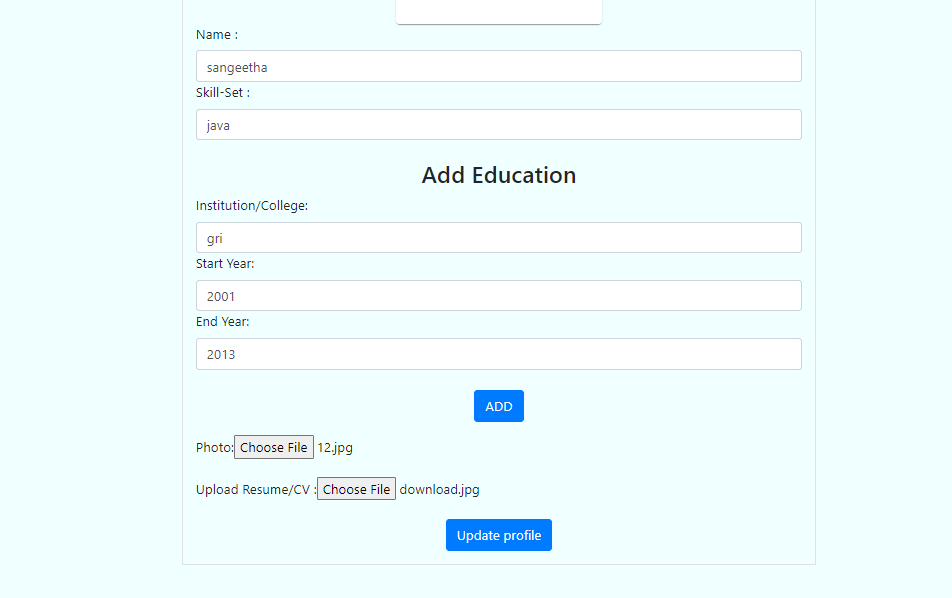 Name :
sangeetha
Skill-Set :
java
Add Education
Institution/College:
gri
Start Year:
2001
End Year:
2013
ADD
Photo: Choose File 12.jpg
Upload Resume/CV : Choose File download.jpg
Update profile